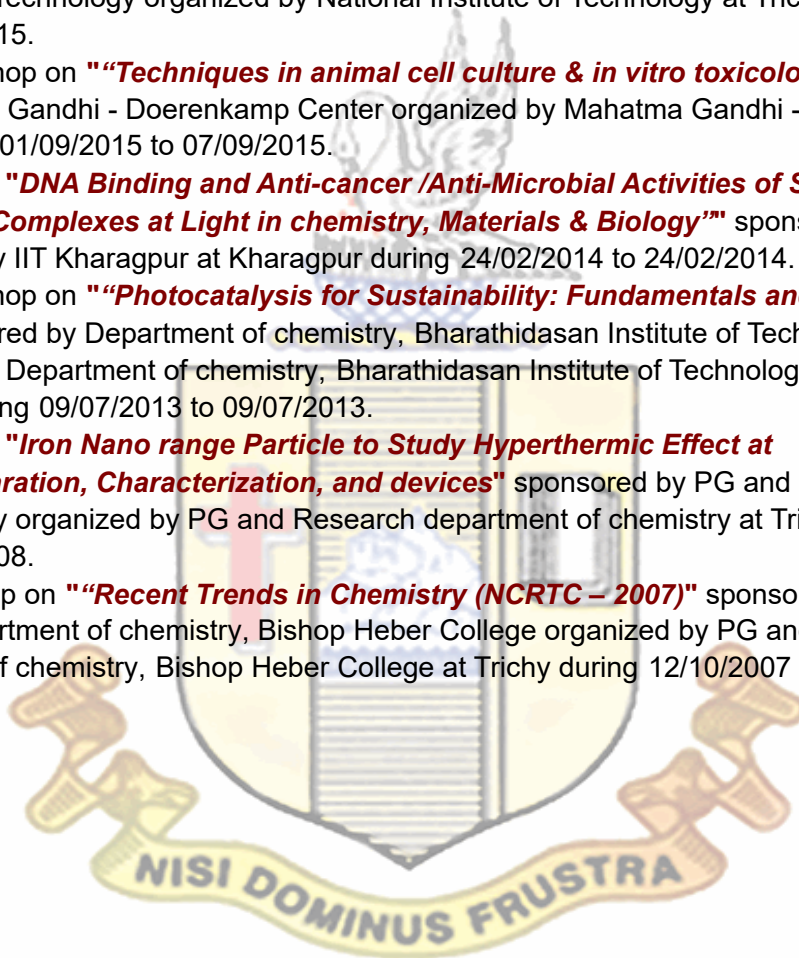 echnology organized by National Institute of Technology at Tric
15.
hop on "“Techniques in animal cell culture & in vitro toxicolo
Gandhi - Doerenkamp Center organized by Mahatma Gandhi -
01/09/2015 to 07/09/2015.
"DNA Binding and Anti-cancer /Anti-Microbial Activities of S
Complexes at Light in chemistry, Materials & Biology”" spons
y IIT Kharagpur at Kharagpur during 24/02/2014 to 24/02/2014.
hop on "“Photocatalysis for Sustainability: Fundamentals and
red by Department of chemistry, Bharathidasan Institute of Tech
Department of chemistry, Bharathidasan Institute of Technolog
ng 09/07/2013 to 09/07/2013.
"Iron Nano range Particle to Study Hyperthermic Effect at
aration, Characterization, and devices" sponsored by PG and
y organized by PG and Research department of chemistry at Tri
08.
p on "“Recent Trends in Chemistry (NCRTC – 2007)" sponso
rtment of chemistry, Bishop Heber College organized by PG and
f chemistry, Bishop Heber College at Trichy during 12/10/2007
NISI DOMINUS FRUSTRA